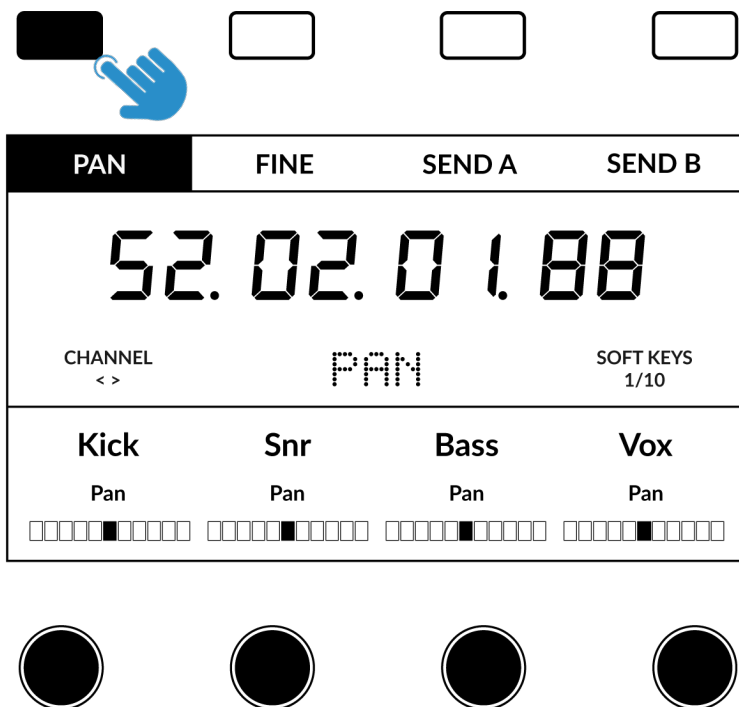 PAN FINE SEND A SEND B
52.02.01.88
CHANNEL PAN SOFT KEYS
< > 1/10
Kick Snr Bass Vox
Pan Pan Pan Pan